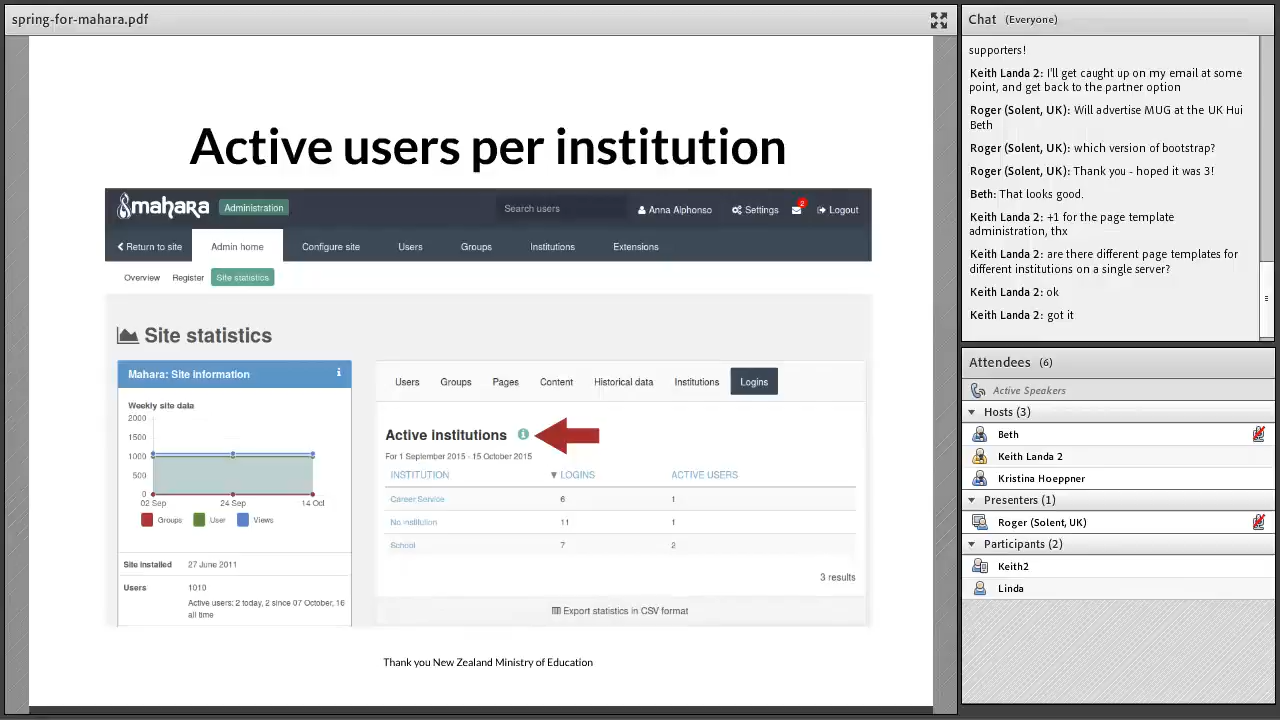 spring-for-mahara.pdf
Active users per institution
mahara Administration Search users Anna Alphonso Settings 2 Logout
Return to site Admin home Configure site Users Groups Institutions Extensions
Overview Register Site statistics
Site statistics
Mahara: Site information
Weekly site data
2000
1500
1000
500
0
02 Sep 24 Sep 14 Oct
Groups User Views
Site installed 27 June 2011
Users 1010
Active users: 2 today, 2 since 07 October, 16
all time
Users Groups Pages Content Historical data Institutions Logins
Active institutions
For 1 September 2015 - 15 October 2015
INSTITUTION ▼ LOGINS ACTIVE USERS
Career Service 6 1
No Institution 11 1
School 7 2
3 results
Export statistics in CSV format
Thank you New Zealand Ministry of Education
Chat (Everyone)
supporters!
Keith Landa 2: I'll get caught up on my email at some
point, and get back to the partner option
Roger (Solent, UK): Will advertise MUG at the UK Hui
Beth
Roger (Solent, UK): which version of bootstrap?
Roger (Solent, UK): Thank you - hoped it was 3!
Beth: That looks good.
Keith Landa 2: +1 for the page template
administration, thx
Keith Landa 2: are there different page templates for
different institutions on a single server?
Keith Landa 2: ok
Keith Landa 2: got it
Attendees (6)
Active Speakers
Hosts (3)
Beth
Keith Landa 2
Kristina Hoeppner
Presenters (1)
Roger (Solent, UK)
Participants (2)
Keith2
Linda